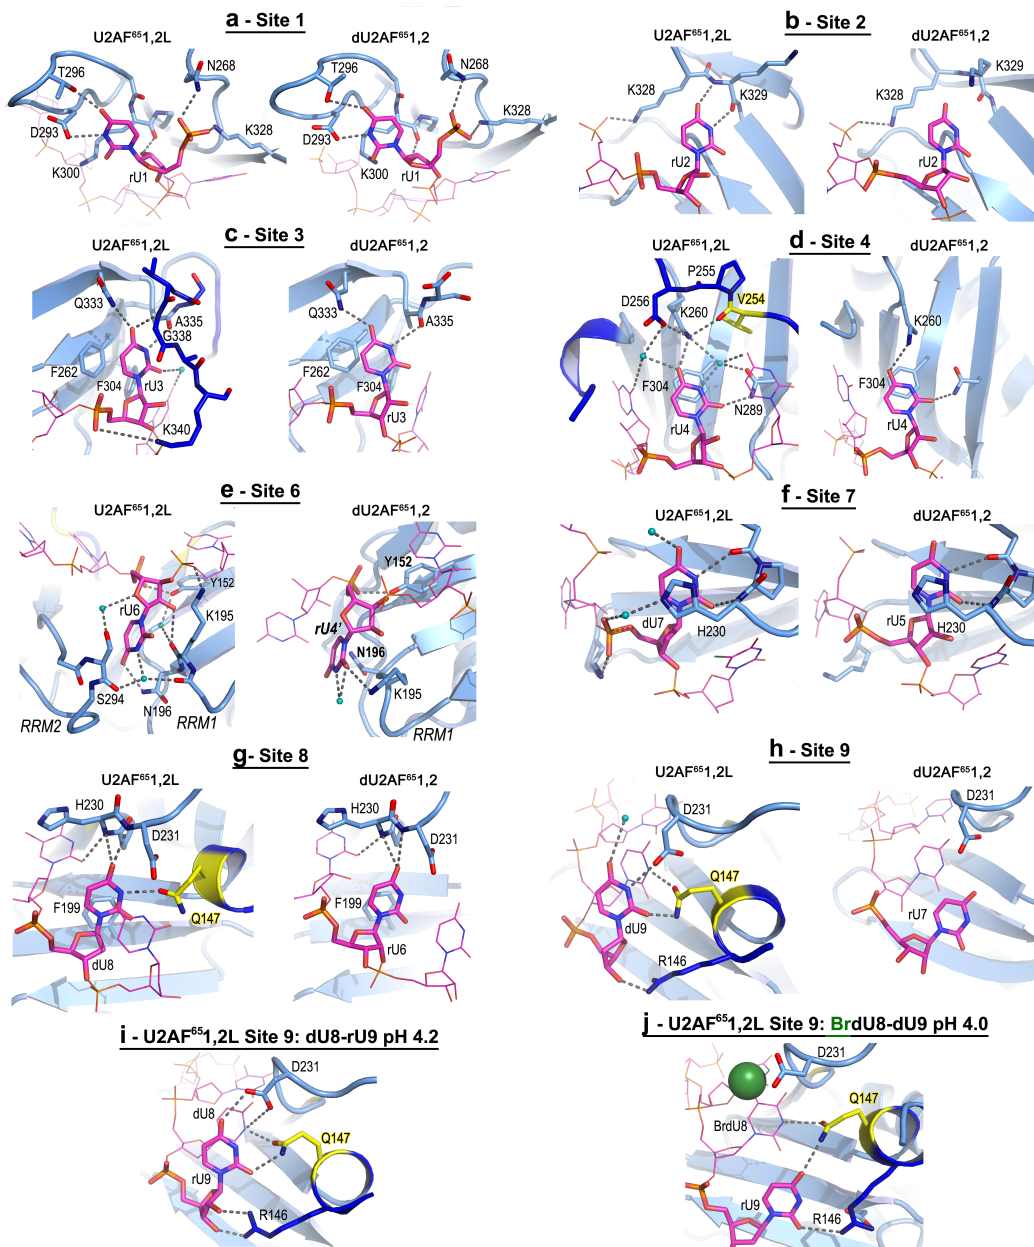 a - Site 1
U2AF⁶⁵1,2L
dU2AF⁶⁵1,2
T296
N268
D293
K328
K300
rU1
T296
N268
D293
K328
K300
rU1
b - Site 2
U2AF⁶⁵1,2L
dU2AF⁶⁵1,2
K328
K329
rU2
K329
K328
rU2
c - Site 3
U2AF⁶⁵1,2L
dU2AF⁶⁵1,2
Q333
A335
G338
F262
F304
rU3
K340
Q333
A335
F262
F304
rU3
d - Site 4
U2AF⁶⁵1,2L
dU2AF⁶⁵1,2
P255
D256
V254
K260
F304
N289
rU4
K260
F304
rU4
e - Site 6
U2AF⁶⁵1,2L
dU2AF⁶⁵1,2
Y152
rU6
K195
S294
N196
RRM2
RRM1
Y152
rU4'
N196
K195
RRM1
f - Site 7
U2AF⁶⁵1,2L
dU2AF⁶⁵1,2
dU7
H230
rU5
H230
g - Site 8
U2AF⁶⁵1,2L
dU2AF⁶⁵1,2
H230
D231
F199
Q147
dU8
H230
D231
F199
rU6
h - Site 9
U2AF⁶⁵1,2L
dU2AF⁶⁵1,2
D231
Q147
dU9
R146
D231
rU7
i - U2AF⁶⁵1,2L Site 9: dU8-rU9 pH 4.2
D231
dU8
Q147
rU9
R146
j - U2AF⁶⁵1,2L Site 9: BrdU8-dU9 pH 4.0
D231
Q147
BrdU8
rU9
R146